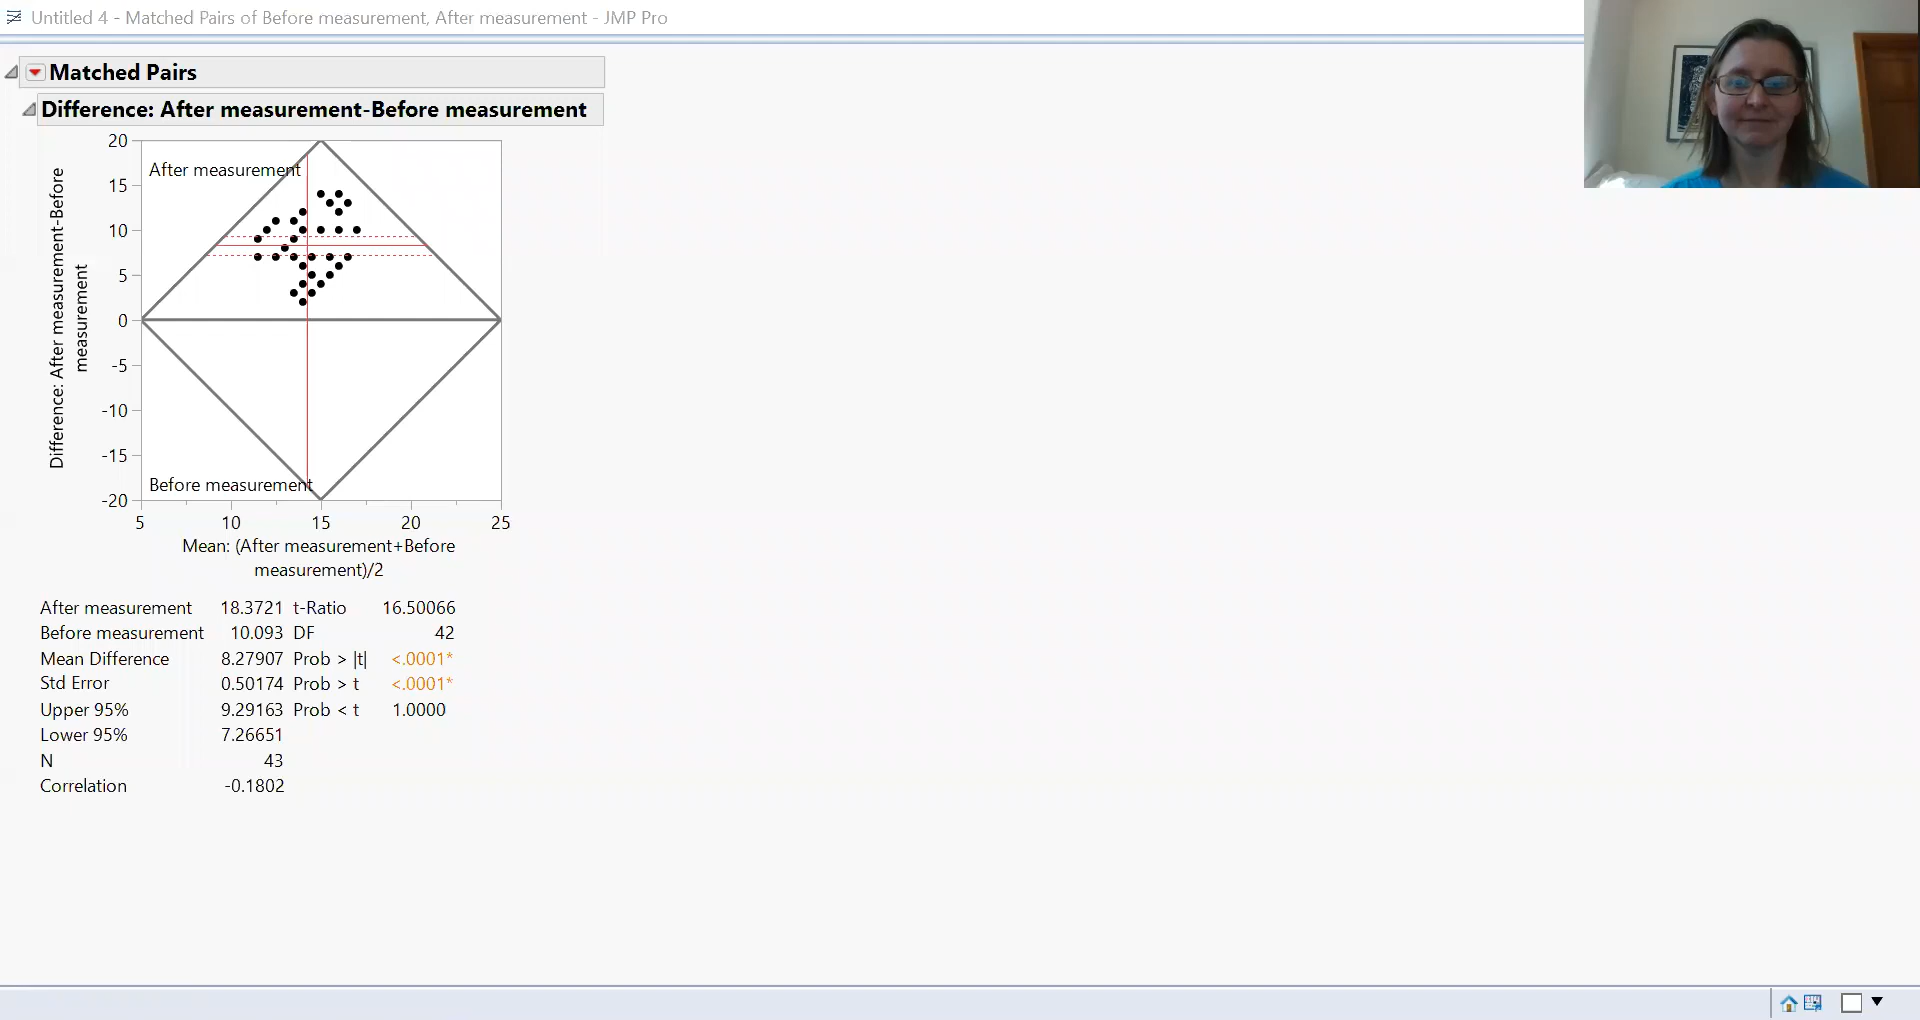 Untitled 4 - Matched Pairs of Before measurement, After measurement - JMP Pro
Matched Pairs
Difference: After measurement-Before measurement
Difference: After measurement-Before
measurement
20
15
10
5
0
-5
-10
-15
-20
After measurement
Before measurement
5 10 15 20 25
Mean: (After measurement+Before
measurement)/2
After measurement 18.3721 t-Ratio 16.50066
Before measurement 10.093 DF 42
Mean Difference 8.27907 Prob > |t| <.0001*
Std Error 0.50174 Prob > t <.0001*
Upper 95% 9.29163 Prob < t 1.0000
Lower 95% 7.26651
N 43
Correlation -0.1802